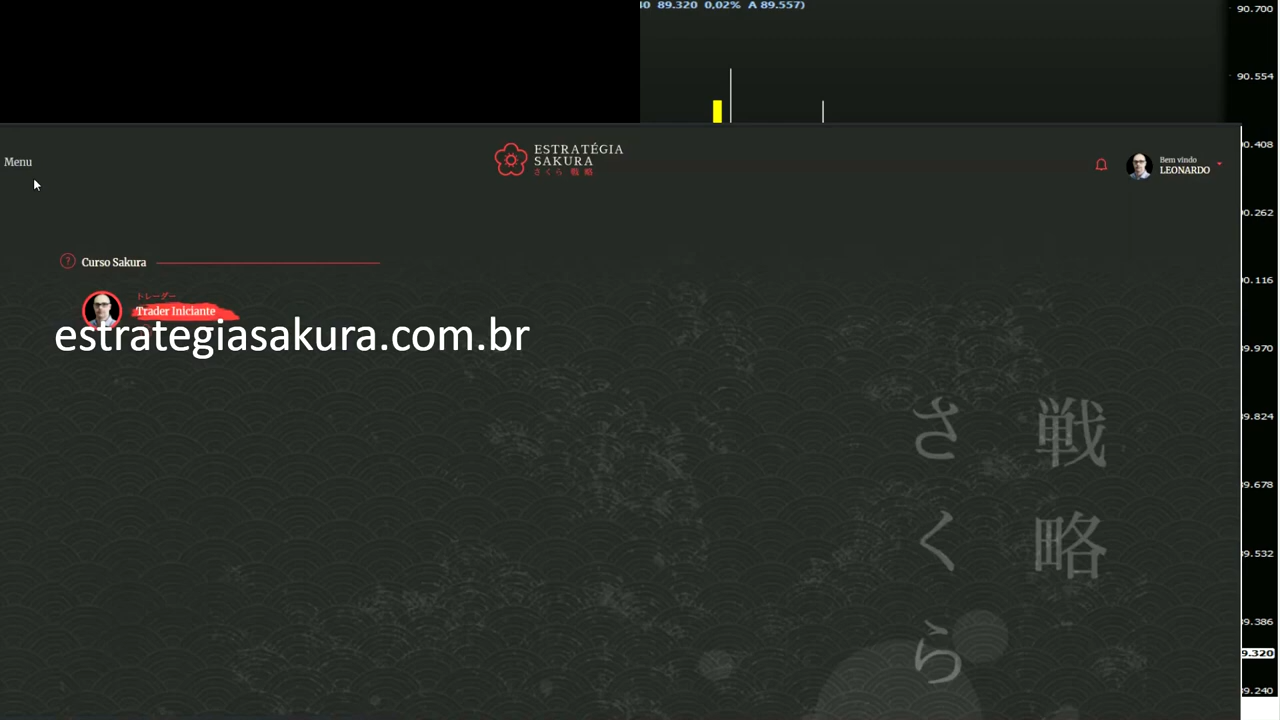 89.320 0,02% A 89.557)
90.700
90.554
Menu
ESTRATÉGIA
SAKURA
さくら 戦略
Bem vindo
LEONARDO
Curso Sakura
トレーダー
Trader Iniciante
estrategiasakura.com.br
戦略
さくら
0.408
0.262
0.116
9.970
9.824
9.678
9.532
9.386
9.320
9.240